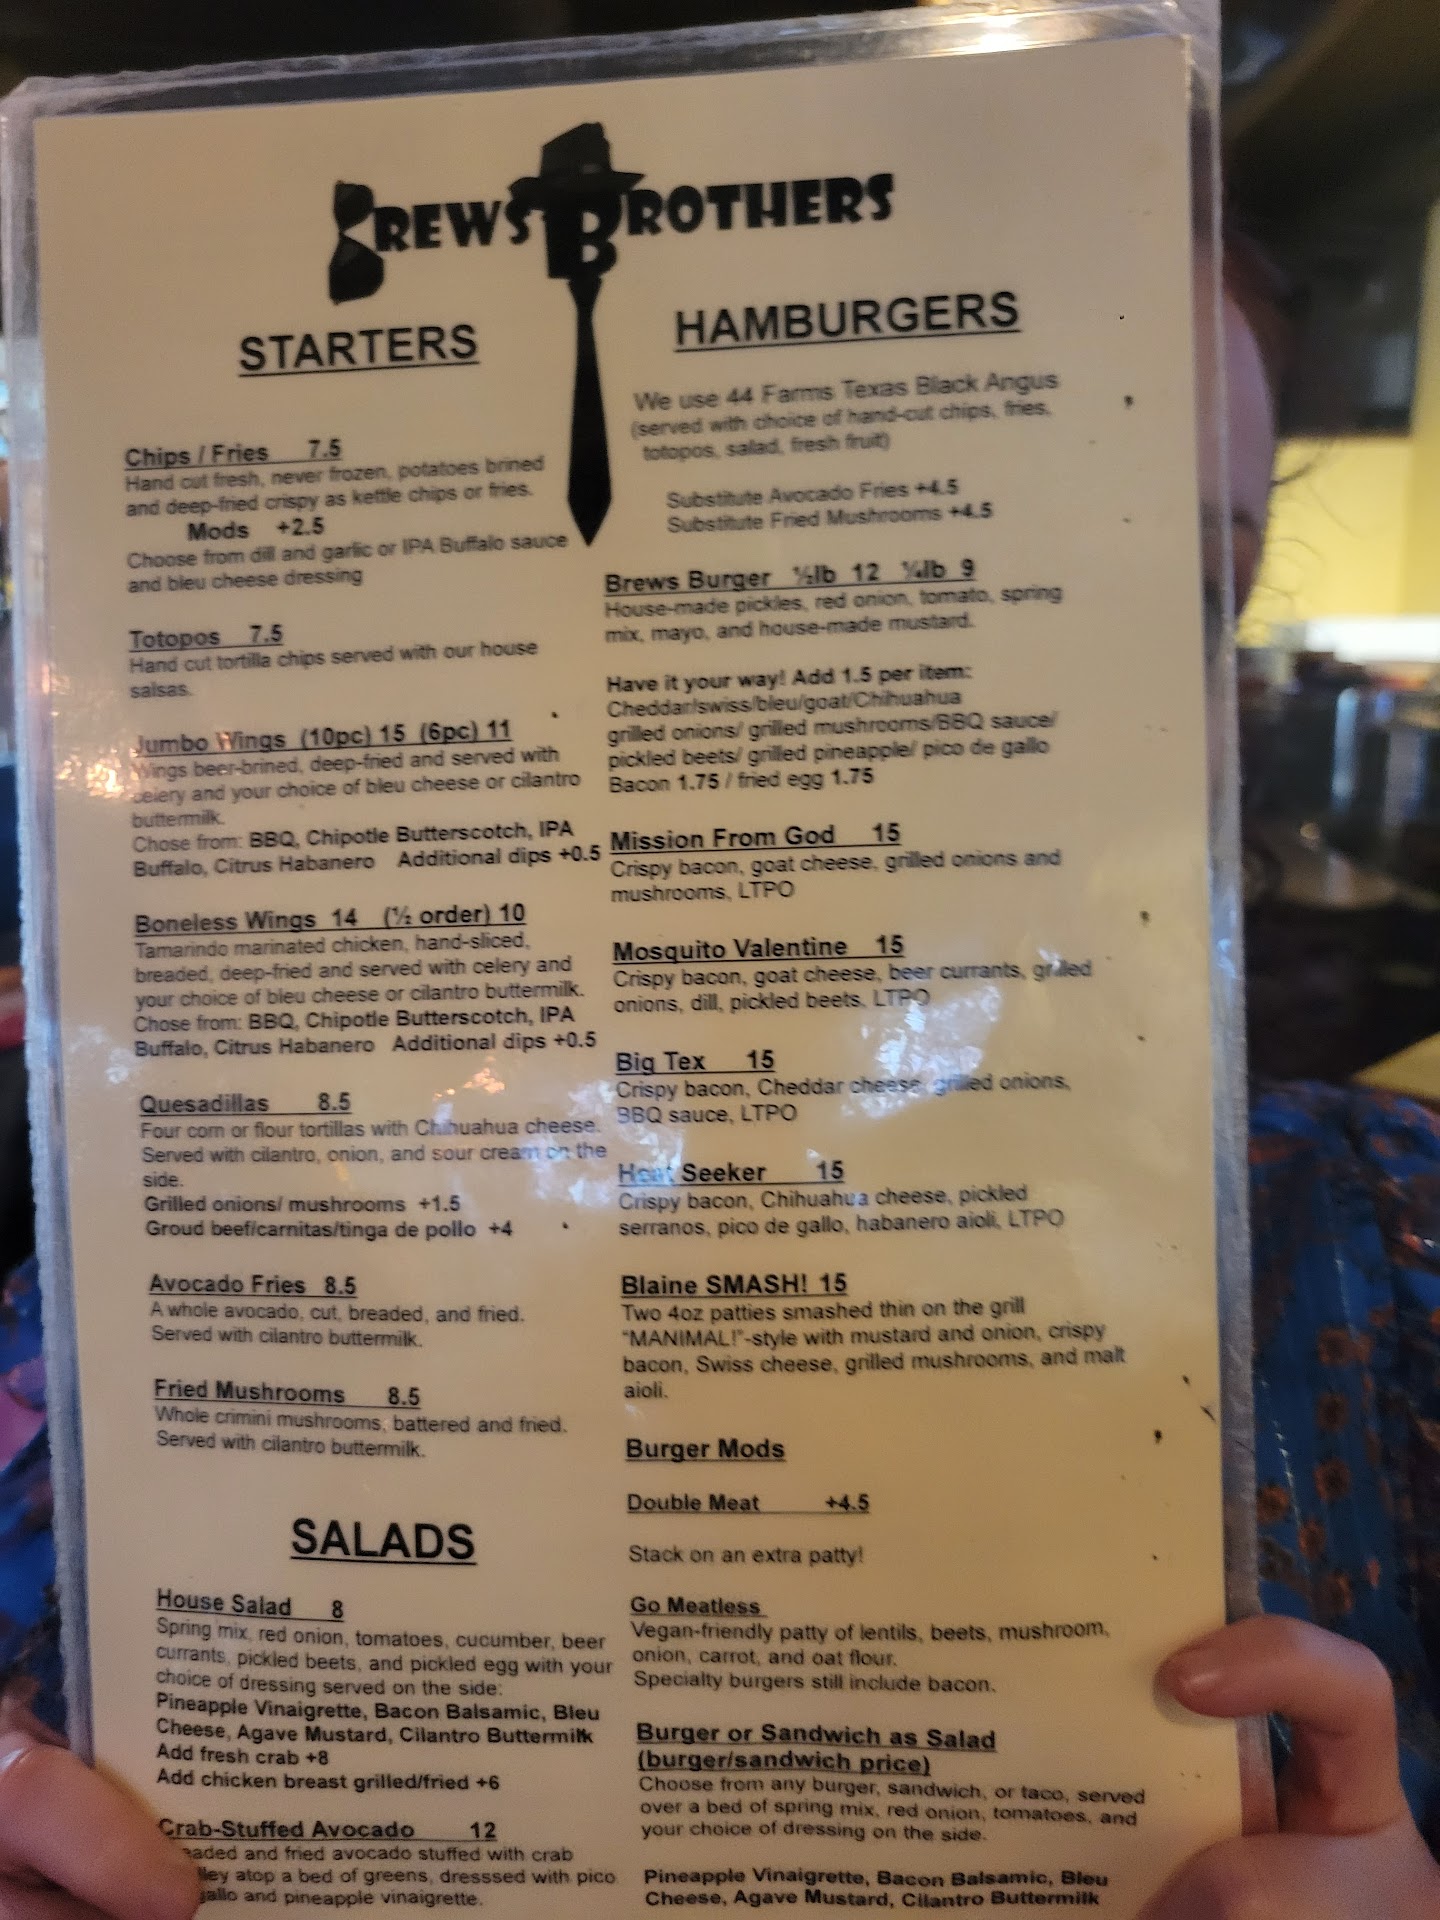 BREWS BROTHERS
STARTERS
Chips / Fries 7.5
Hand cut fresh, never frozen, potatoes brined
and deep-fried crispy as kettle chips or fries.
Mods +2.5
Choose from dill and garlic or IPA Buffalo sauce
and bleu cheese dressing
Totopos 7.5
Hand cut tortilla chips served with our house
salsas.
Jumbo Wings (10pc) 15 (6pc) 11
Wings beer-brined, deep-fried and served with
celery and your choice of bleu cheese or cilantro
buttermilk.
Chose from: BBQ, Chipotle Butterscotch, IPA
Buffalo, Citrus Habanero Additional dips +0.5
Boneless Wings 14 (½ order) 10
Tamarindo marinated chicken, hand-sliced,
breaded, deep-fried and served with celery and
your choice of bleu cheese or cilantro buttermilk.
Chose from: BBQ, Chipotle Butterscotch, IPA
Buffalo, Citrus Habanero Additional dips +0.5
Quesadillas 8.5
Four corn or flour tortillas with Chihuahua cheese.
Served with cilantro, onion, and sour cream on the
side.
Grilled onions/ mushrooms +1.5
Groud beef/carnitas/tinga de pollo +4
Avocado Fries 8.5
A whole avocado, cut, breaded, and fried.
Served with cilantro buttermilk.
Fried Mushrooms 8.5
Whole crimini mushrooms, battered and fried.
Served with cilantro buttermilk.
SALADS
House Salad 8
Spring mix, red onion, tomatoes, cucumber, beer
currants, pickled beets, and pickled egg with your
choice of dressing served on the side:
Pineapple Vinaigrette, Bacon Balsamic, Bleu
Cheese, Agave Mustard, Cilantro Buttermilk
Add fresh crab +8
Add chicken breast grilled/fried +6
Crab-Stuffed Avocado 12
and fried avocado stuffed with crab
atop a bed of greens, dresssed with pico
gallo and pineapple vinaigrette.
HAMBURGERS
We use 44 Farms Texas Black Angus
(served with choice of hand-cut chips, fries,
totopos, salad, fresh fruit)
Substitute Avocado Fries +4.5
Substitute Fried Mushrooms +4.5
Brews Burger ½lb 12 ¼lb 9
House-made pickles, red onion, tomato, spring
mix, mayo, and house-made mustard.
Have it your way! Add 1.5 per item:
Cheddar/swiss/bleu/goat/Chihuahua
grilled onions/ grilled mushrooms/BBQ sauce/
pickled beets/ grilled pineapple/ pico de gallo
Bacon 1.75 / fried egg 1.75
Mission From God 15
Crispy bacon, goat cheese, grilled onions and
mushrooms, LTPO
Mosquito Valentine 15
Crispy bacon, goat cheese, beer currants, grilled
onions, dill, pickled beets, LTPO
Big Tex 15
Crispy bacon, Cheddar cheese, grilled onions,
BBQ sauce, LTPO
Heat Seeker 15
Crispy bacon, Chihuahua cheese, pickled
serranos, pico de gallo, habanero aioli, LTPO
Blaine SMASH! 15
Two 4oz patties smashed thin on the grill
"MANIMAL!"-style with mustard and onion, crispy
bacon, Swiss cheese, grilled mushrooms, and malt
aioli.
Burger Mods
Double Meat +4.5
Stack on an extra patty!
Go Meatless
Vegan-friendly patty of lentils, beets, mushroom,
onion, carrot, and oat flour.
Specialty burgers still include bacon.
Burger or Sandwich as Salad
(burger/sandwich price)
Choose from any burger, sandwich, or taco, served
over a bed of spring mix, red onion, tomatoes, and
your choice of dressing on the side.
Pineapple Vinaigrette, Bacon Balsamic, Bleu
Cheese, Agave Mustard, Cilantro Buttermilk